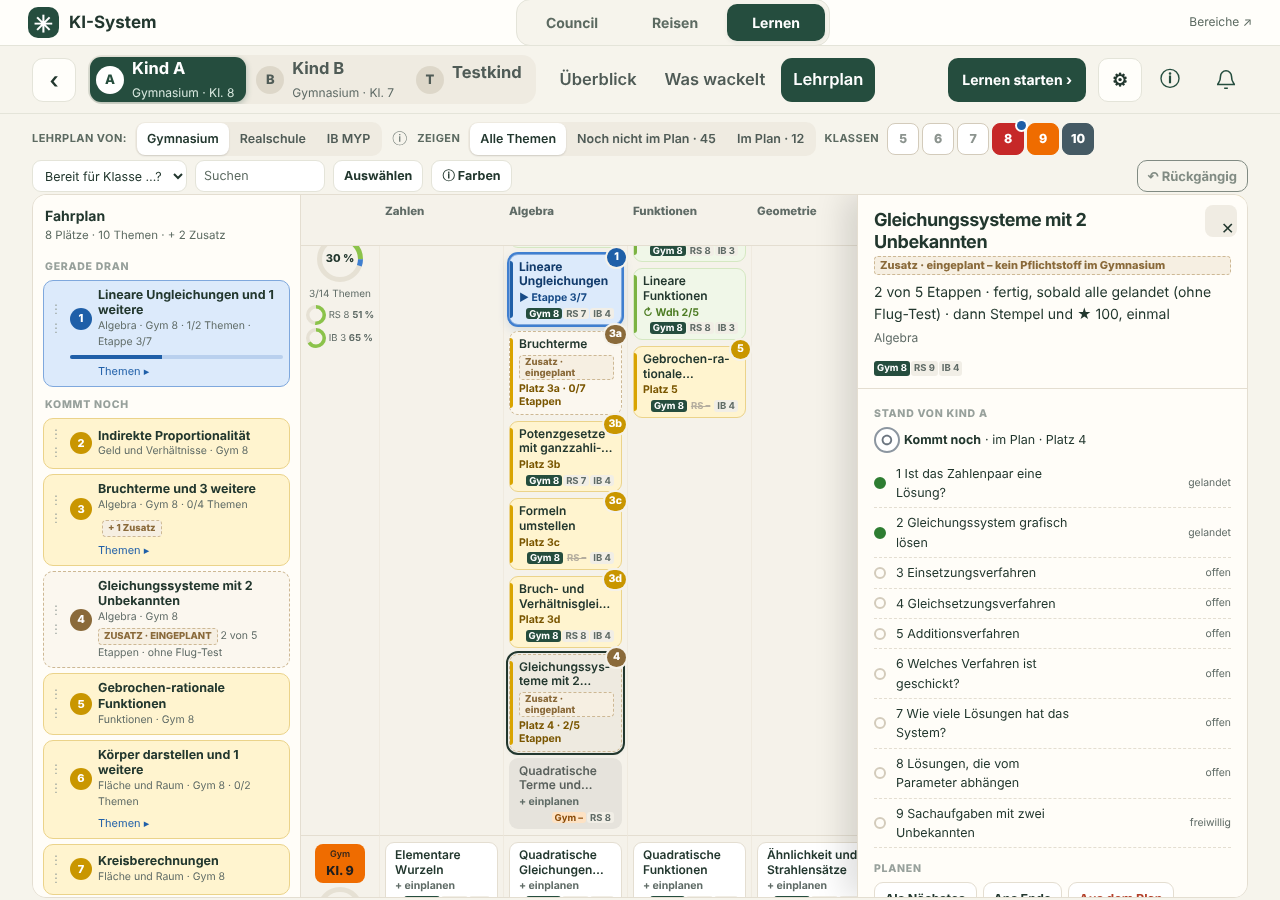 KI-System
Council
Reisen
Lernen
Bereiche ↗
‹
A
Kind A
Gymnasium · Kl. 8
B
Kind B
Gymnasium · Kl. 7
T
Testkind
Überblick
Was wackelt
Lehrplan
Lernen starten ›
LEHRPLAN VON:
Gymnasium
Realschule
IB MYP
ZEIGEN
Alle Themen
Noch nicht im Plan · 45
Im Plan · 12
KLASSEN
5
6
7
8
9
10
Bereit für Klasse ...?
Suchen
Auswählen
ⓘ Farben
↶ Rückgängig
Fahrplan
8 Plätze · 10 Themen · + 2 Zusatz
GERADE DRAN
1
Lineare Ungleichungen und 1
weitere
Algebra · Gym 8 · 1/2 Themen ·
Etappe 3/7
Themen ▸
KOMMT NOCH
2
Indirekte Proportionalität
Geld und Verhältnisse · Gym 8
3
Bruchterme und 3 weitere
Algebra · Gym 8 · 0/4 Themen
+ 1 Zusatz
Themen ▸
4
Gleichungssysteme mit 2
Unbekannten
Algebra · Gym 8
ZUSATZ · EINGEPLANT 2 von 5
Etappen · ohne Flug-Test
5
Gebrochen-rationale
Funktionen
Funktionen · Gym 8
6
Körper darstellen und 1
weitere
Fläche und Raum · Gym 8 · 0/2
Themen
Themen ▸
7
Kreisberechnungen
Fläche und Raum · Gym 8
Zahlen
Algebra
Funktionen
Geometrie
30 %
3/14 Themen
RS 8 51 %
IB 3 65 %
1
Lineare
Ungleichungen
▶ Etappe 3/7
Gym 8 RS 7 IB 4
3a
Bruchterme
Zusatz ·
eingeplant
Platz 3a · 0/7
Etappen
Gym 8 RS 8 IB 4
3b
Potenzgesetze
mit ganzzahli-...
Platz 3b
Gym 8 RS 7 IB 4
3c
Formeln
umstellen
Platz 3c
Gym 8 RS – IB 4
3d
Bruch- und
Verhältnisglei...
Platz 3d
Gym 8 RS 8 IB 4
4
Gleichungssys-
teme mit 2...
Zusatz ·
eingeplant
Platz 4 · 2/5
Etappen
Quadratische
Terme und...
+ einplanen
Gym – RS 8
Gym 8 RS 8 IB 3
Lineare
Funktionen
↻ Wdh 2/5
Gym 8 RS 8 IB 3
5
Gebrochen-ra-
tionale...
Platz 5
Gym 8 RS – IB 4
Gym
Kl. 9
Elementare
Wurzeln
+ einplanen
Quadratische
Gleichungen...
+ einplanen
Quadratische
Funktionen
+ einplanen
Ähnlichkeit und
Strahlensätze
+ einplanen
Gleichungssysteme mit 2
Unbekannten
✕
Zusatz · eingeplant – kein Pflichtstoff im Gymnasium
2 von 5 Etappen · fertig, sobald alle gelandet (ohne
Flug-Test) · dann Stempel und ★ 100, einmal
Algebra
Gym 8 RS 9 IB 4
STAND VON KIND A
Kommt noch · im Plan · Platz 4
1 Ist das Zahlenpaar eine
Lösung?
gelandet
2 Gleichungssystem grafisch
lösen
gelandet
3 Einsetzungsverfahren
offen
4 Gleichsetzungsverfahren
offen
5 Additionsverfahren
offen
6 Welches Verfahren ist
geschickt?
offen
7 Wie viele Lösungen hat das
System?
offen
8 Lösungen, die vom
Parameter abhängen
offen
9 Sachaufgaben mit zwei
Unbekannten
freiwillig
PLANEN
Als Nächstes
Ans Ende
Aus dem Plan